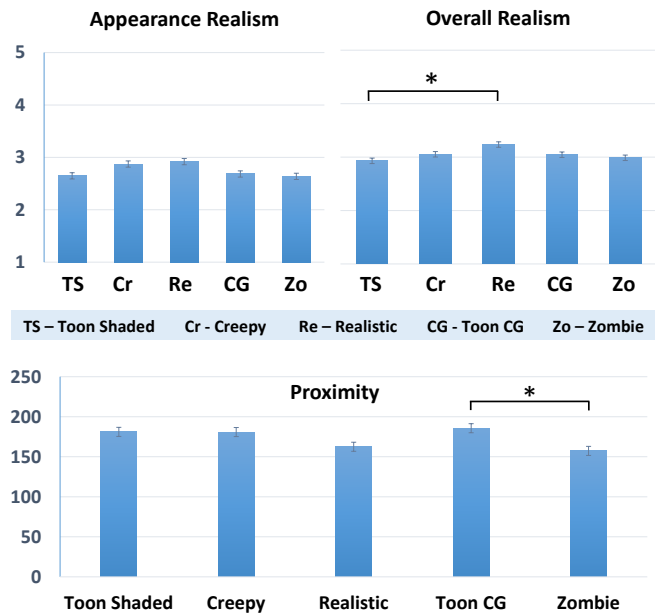 Appearance Realism
Overall Realism
5
4
3
2
1
TS Cr Re CG Zo
*
TS Cr Re CG Zo
TS – Toon Shaded Cr - Creepy Re – Realistic CG - Toon CG Zo – Zombie
Proximity
250
200
150
100
50
0
*
Toon Shaded Creepy Realistic Toon CG Zombie